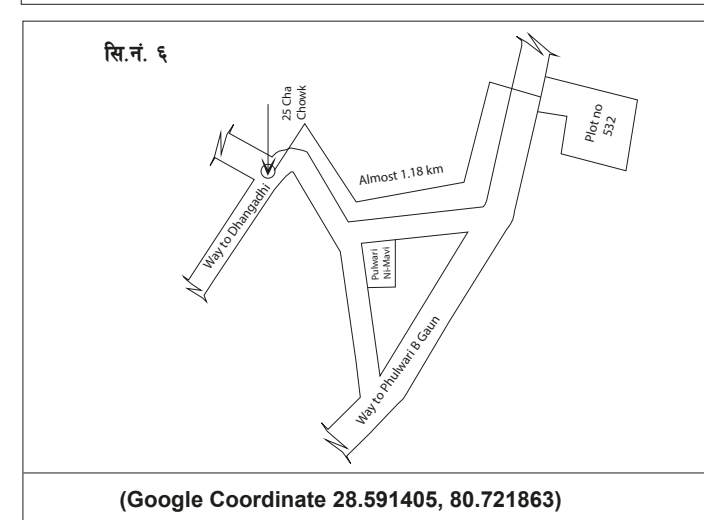 सि.नं. ६
25 Cha
Chowk
Plot no
532
Almost 1.18 km
Way to Dhangadhi
Pulwari
Ni-Mavi
Way to Phulwari B Gaun
(Google Coordinate 28.591405, 80.721863)